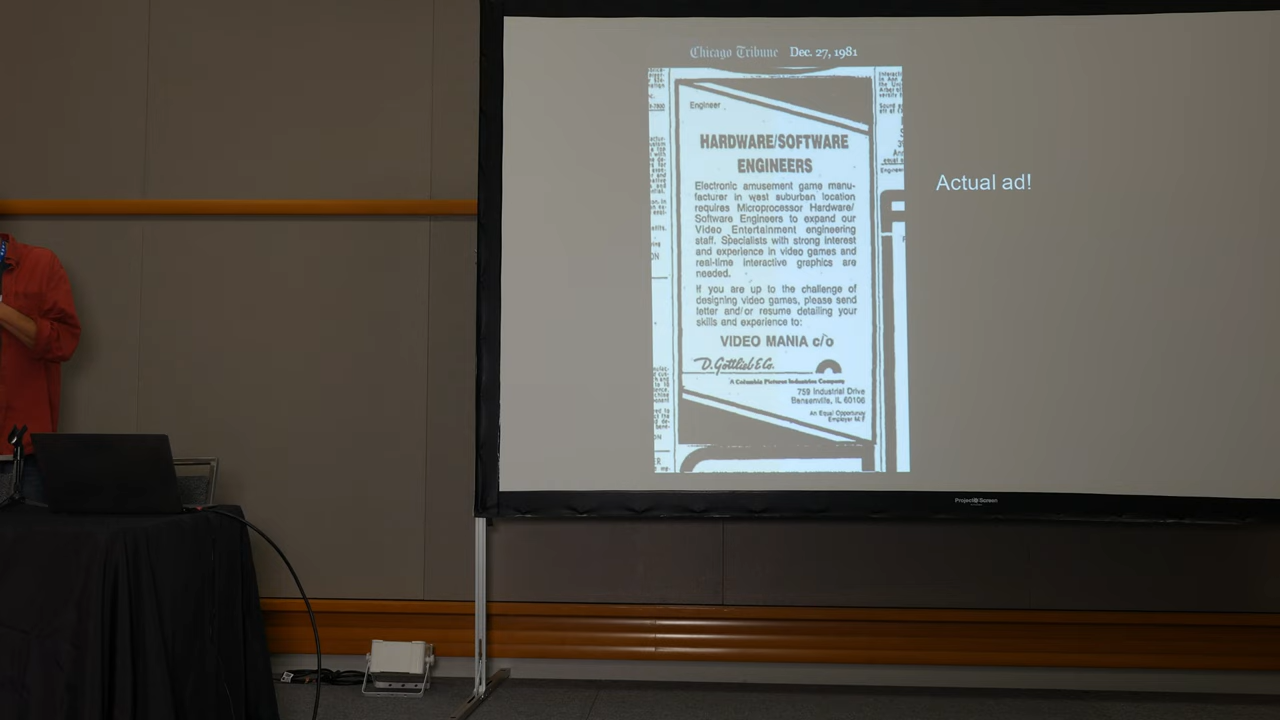 Chicago Tribune Dec. 27, 1981
Engineer
HARDWARE/SOFTWARE
ENGINEERS
Electronic amusement game manu-
facturer in west suburban location
requires Microprocessor Hardware/
Software Engineers to expand our
Video Entertainment engineering
staff. Specialists with strong interest
and experience in video games and
real-time interactive graphics are
needed.
If you are up to the challenge of
designing video games, please send
letter and/or resume detailing your
skills and experience to:
VIDEO MANIA c/o
D. Gottlieb & Co.
A Columbia Pictures Industries Company
759 Industrial Drive
Bensenville, IL 60106
An Equal Opportunity
Employer M/F
Actual ad!
Project Screen